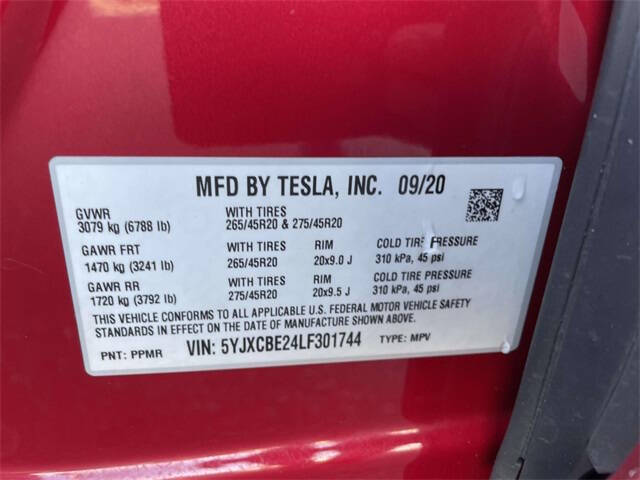 MFD BY TESLA, INC. 09/20
GVWR WITH TIRES
3079 kg (6788 lb) 265/45R20 & 275/45R20
GAWR FRT WITH TIRES RIM COLD TIRE PRESSURE
1470 kg (3241 lb) 265/45R20 20x9.0 J 310 kPa, 45 psi
GAWR RR WITH TIRES RIM COLD TIRE PRESSURE
1720 kg (3792 lb) 275/45R20 20x9.5 J 310 kPa, 45 psi
THIS VEHICLE CONFORMS TO ALL APPLICABLE U.S. FEDERAL MOTOR VEHICLE SAFETY
STANDARDS IN EFFECT ON THE DATE OF MANUFACTURE SHOWN ABOVE.
PNT: PPMR VIN: 5YJXCBE24LF301744 TYPE: MPV